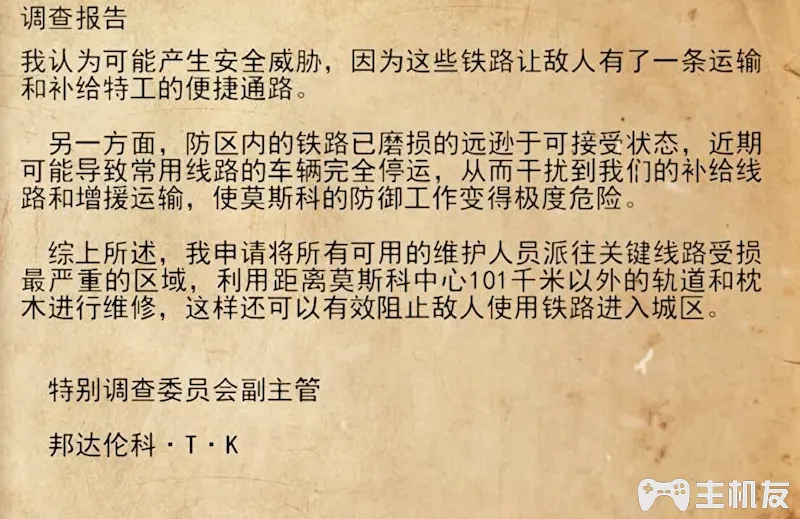 调查报告
我认为可能产生安全威胁，因为这些铁路让敌人有了一条运输
和补给特工的便捷通路。
另一方面，防区内的铁路已磨损的远逊于可接受状态，近期
可能导致常用线路的车辆完全停运，从而干扰到我们的补给线
路和增援运输，使莫斯科的防御工作变得极度危险。
综上所述，我申请将所有可用的维护人员派往关键线路受损
最严重的区域，利用距离莫斯科中心101千米以外的轨道和枕
木进行维修，这样还可以有效阻止敌人使用铁路进入城区。
特别调查委员会副主管
邦达伦科·T·K
主机友